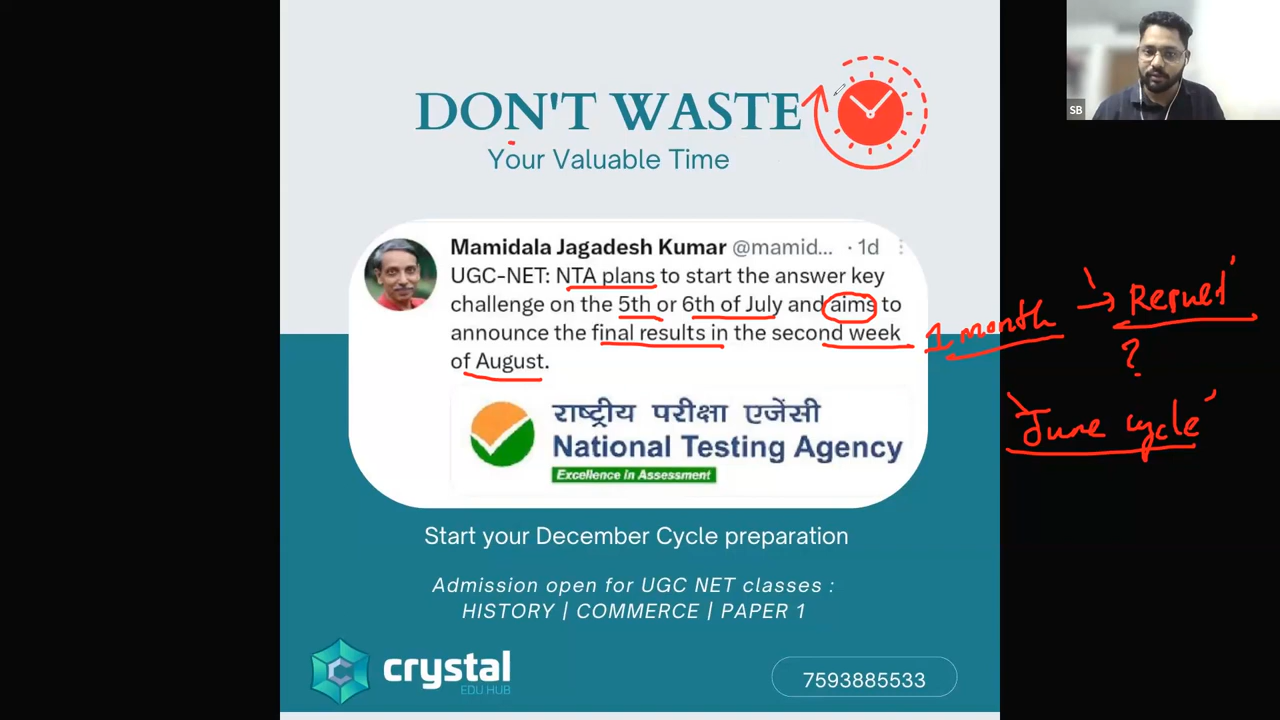 SB
DON'T WASTE
Your Valuable Time
Mamidala Jagadesh Kumar @mamid... · 1d
UGC-NET: NTA plans to start the answer key
challenge on the 5th or 6th of July and aims to
announce the final results in the second week
of August.
1 month → Result
?
'June cycle'
राष्ट्रीय परीक्षा एजेंसी
National Testing Agency
Excellence in Assessment
Start your December Cycle preparation
Admission open for UGC NET classes :
HISTORY | COMMERCE | PAPER 1
C crystal
EDU HUB
7593885533